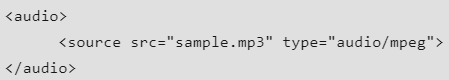 <audio>
<source src="sample.mp3" type="audio/mpeg">
</audio>